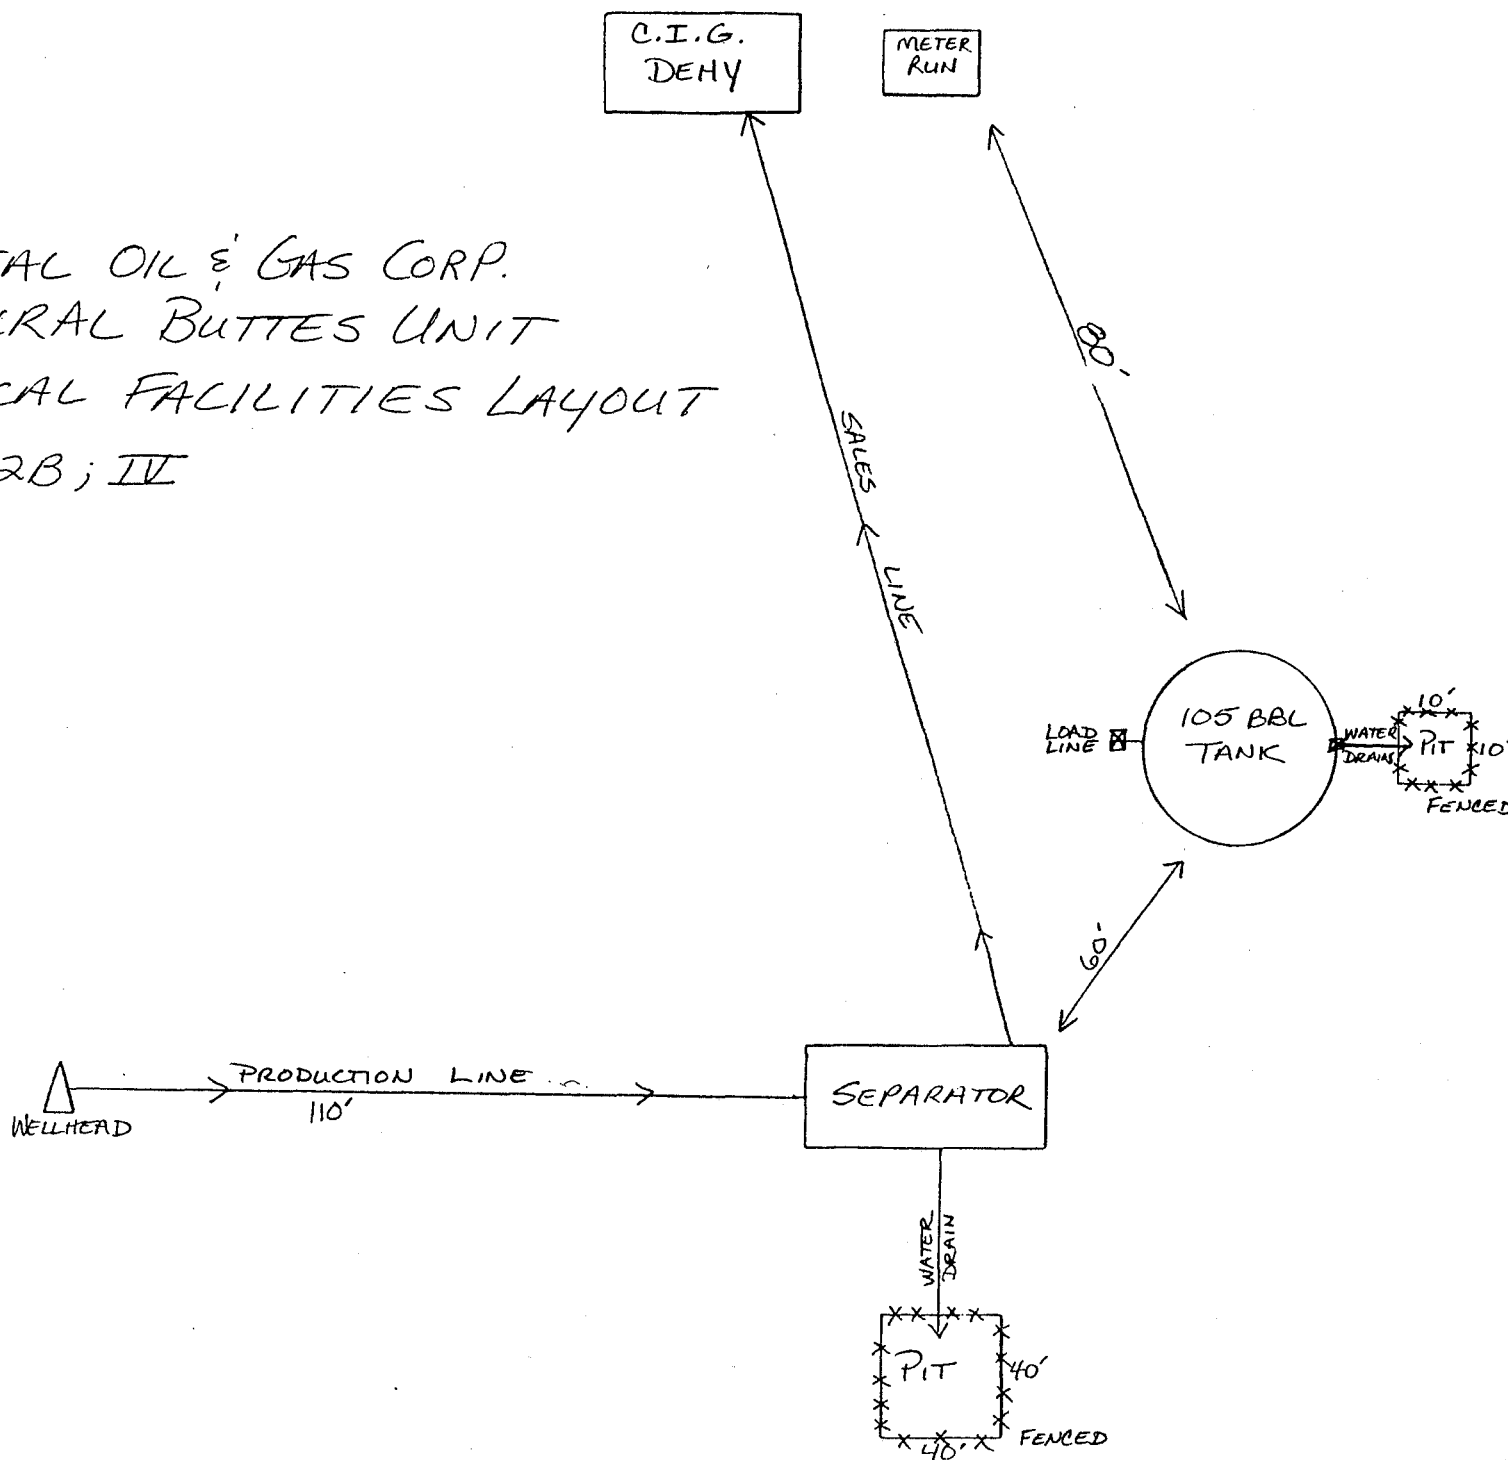 C.I.G.
DEHY
METER
RUN
TAL OIL & GAS CORP.
RAL BUTTES UNIT
CAL FACILITIES LAYOUT
2B; IV
80'
SALES LINE
LOAD
LINE
105 BBL
TANK
WATER
DRAINS
10'
PIT
10'
FENCED
60'
PRODUCTION LINE
110'
WELLHEAD
SEPARATOR
WATER
DRAIN
PIT
40'
40'
FENCED